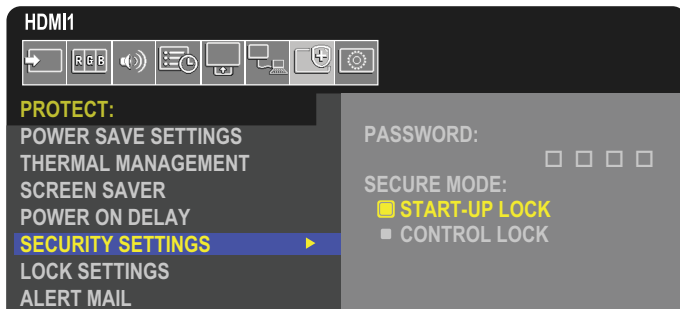 HDMI1
RGB
PROTECT:
POWER SAVE SETTINGS
THERMAL MANAGEMENT
SCREEN SAVER
POWER ON DELAY
SECURITY SETTINGS
LOCK SETTINGS
ALERT MAIL
PASSWORD:
SECURE MODE:
START-UP LOCK
CONTROL LOCK